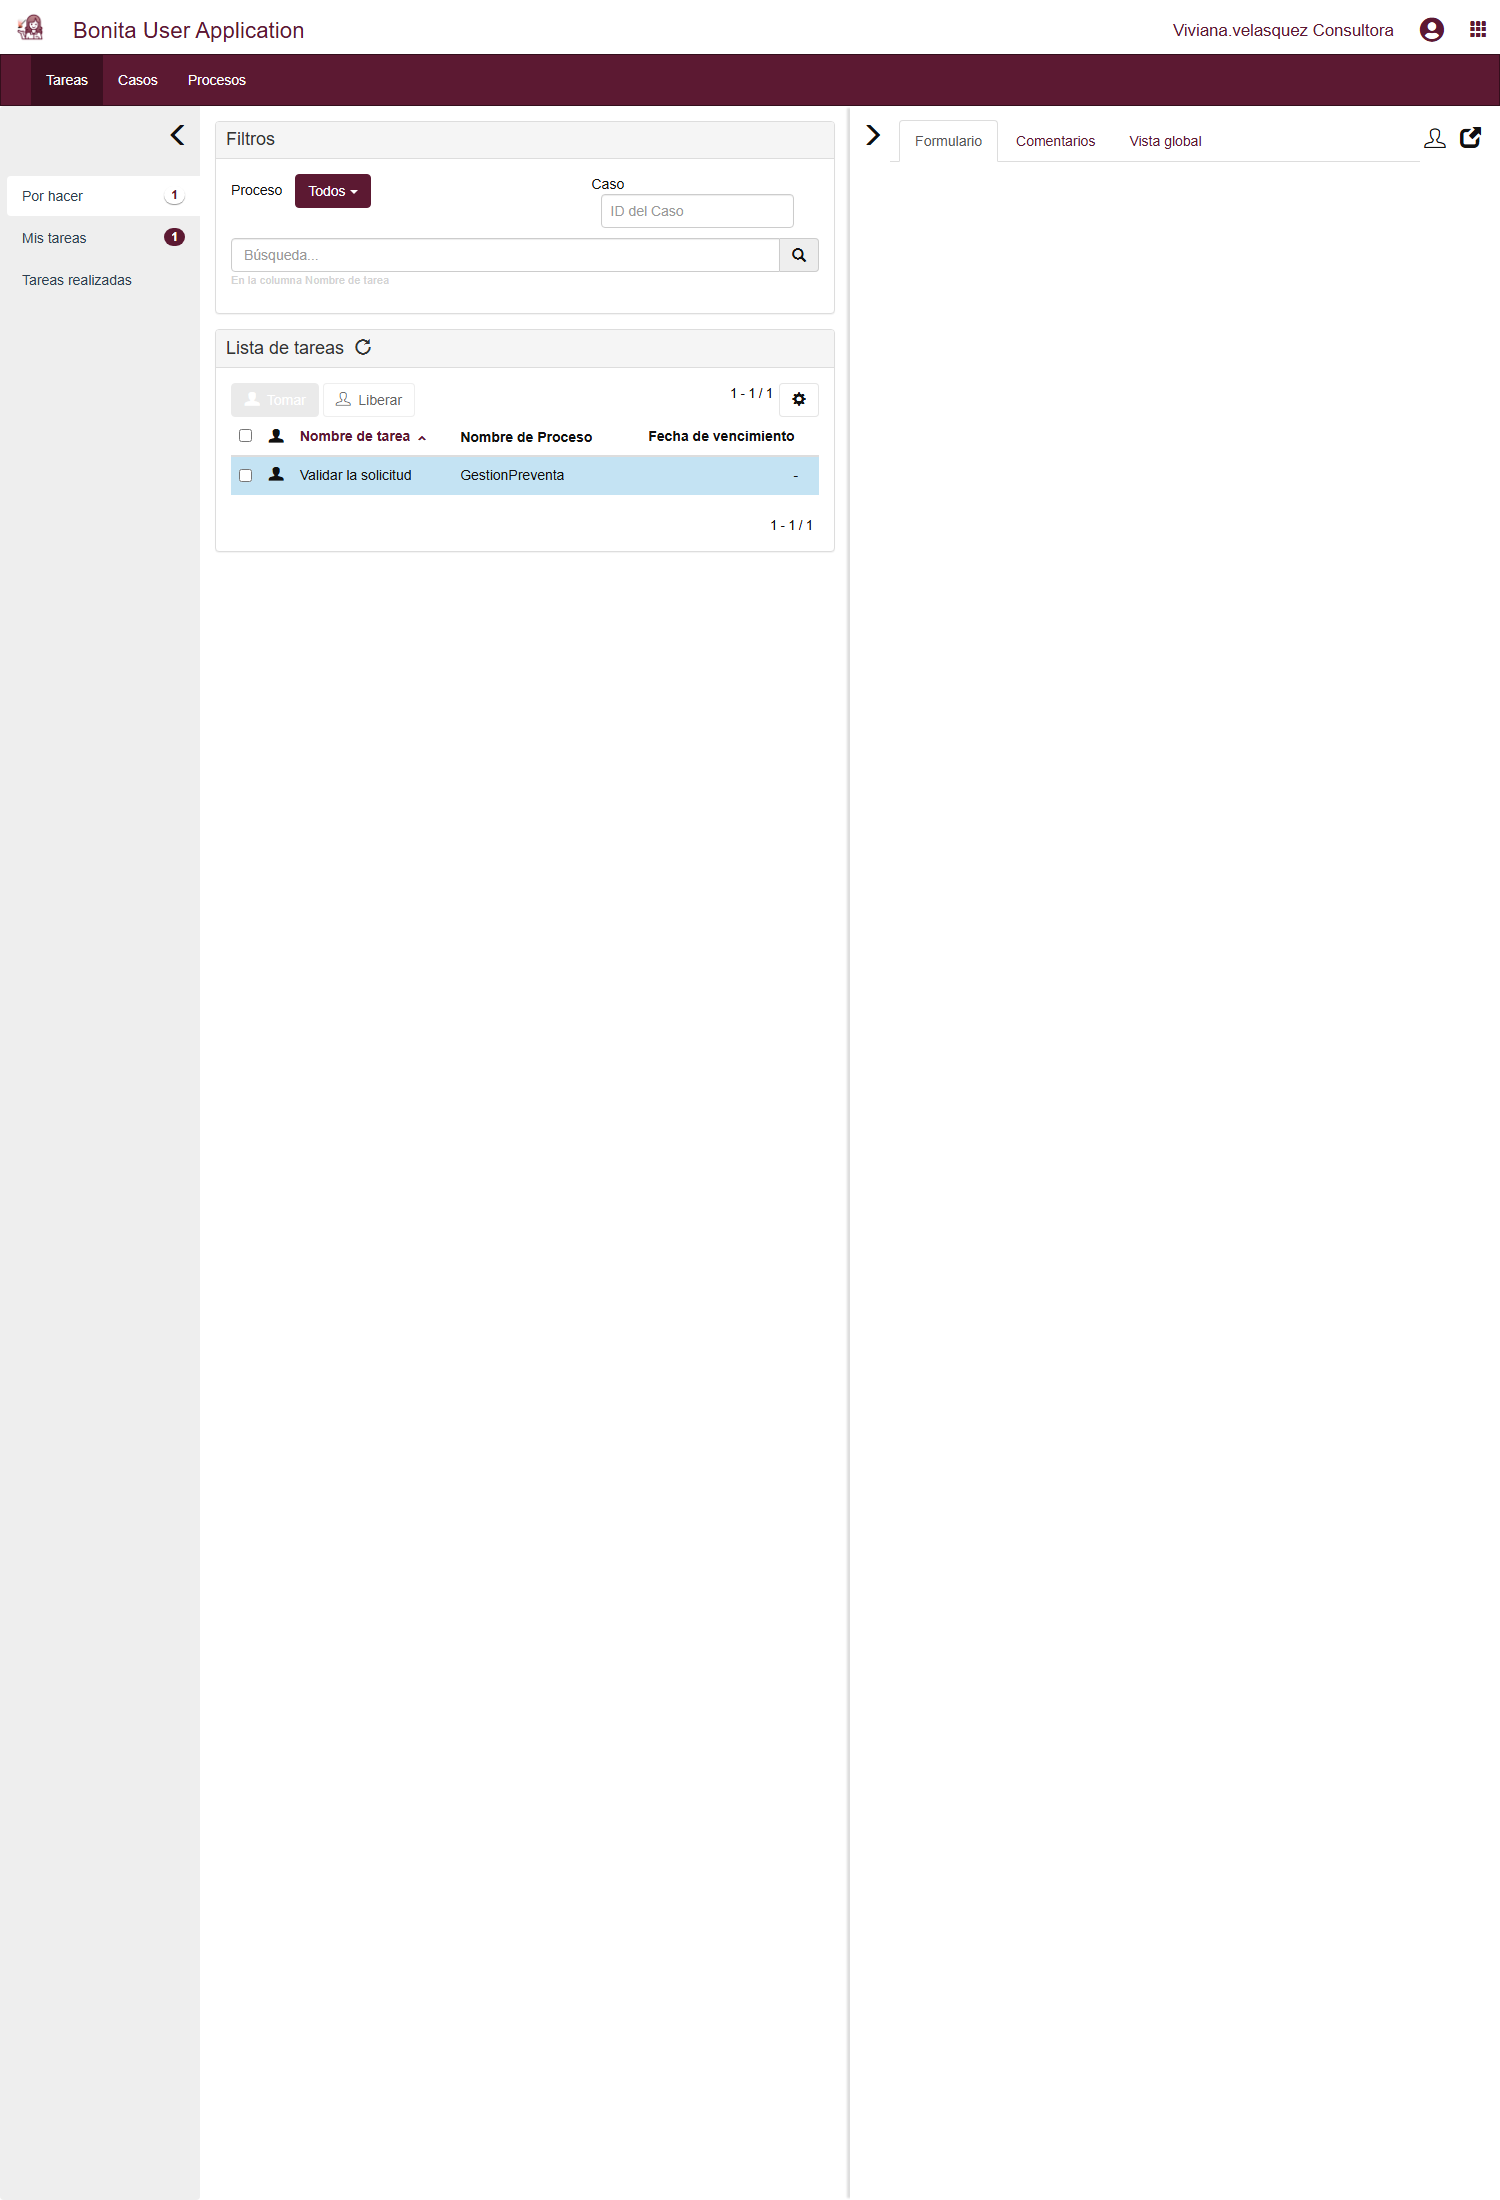 Bonita User Application
Viviana.velasquez Consultora
Tareas Casos Procesos
Por hacer 1
Mis tareas 1
Tareas realizadas
Filtros
Proceso Todos
Caso
ID del Caso
Búsqueda...
En la columna Nombre de tarea
Lista de tareas
Tomar Liberar 1 - 1 / 1
Nombre de tarea Nombre de Proceso Fecha de vencimiento
Validar la solicitud GestionPreventa -
1 - 1 / 1
Formulario Comentarios Vista global